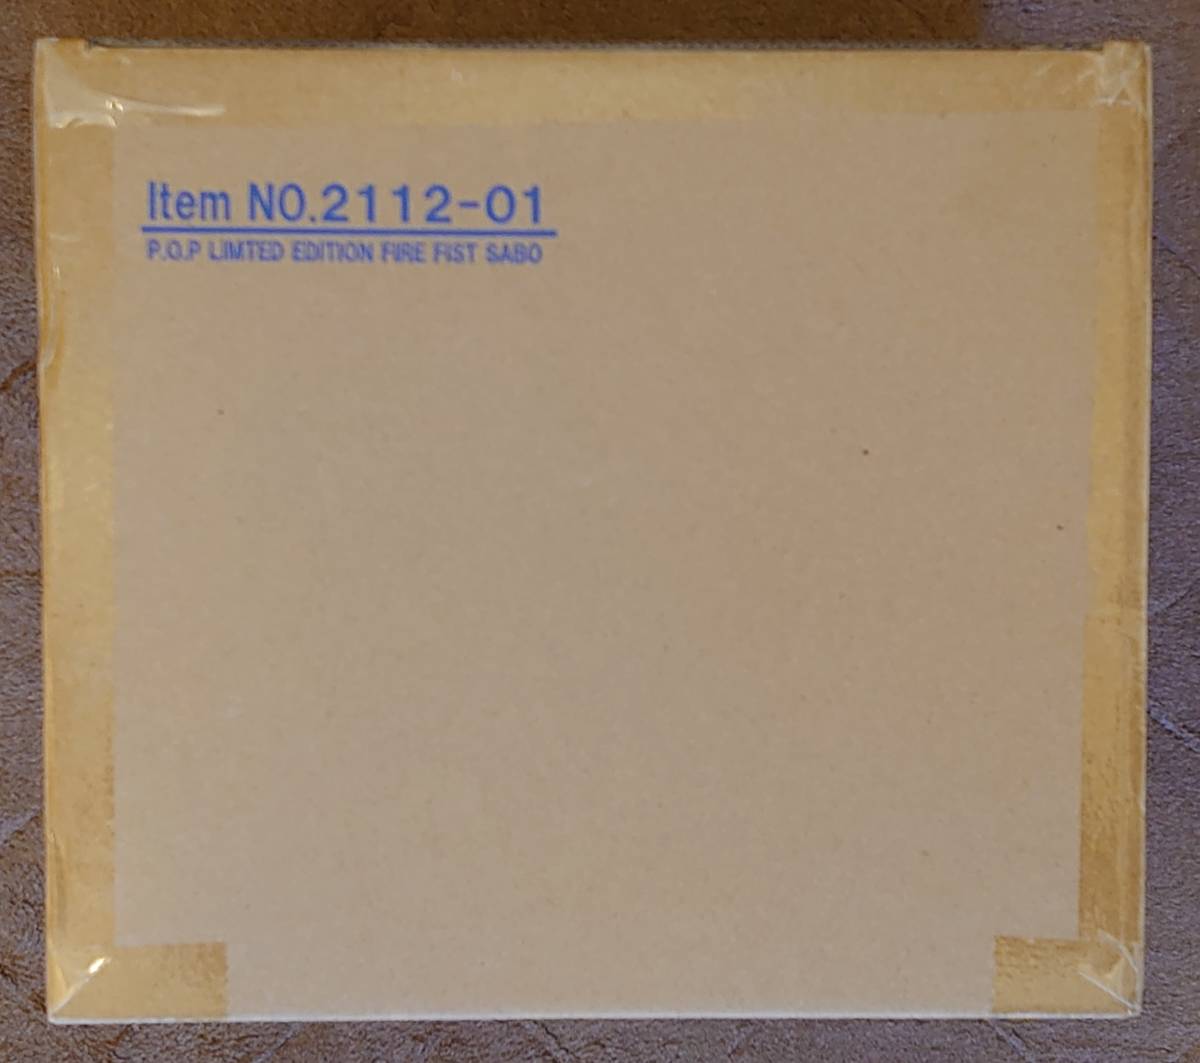 Item NO.2112-01
P.O.P LIMTED EDITION FIRE FIST SABO